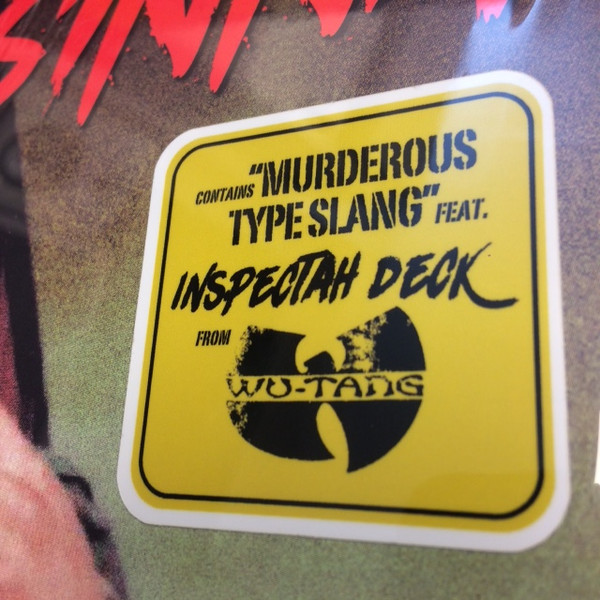 CONTAINS "MURDEROUS
TYPE SLANG" FEAT.
INSPECTAH DECK
FROM
WU-TANG